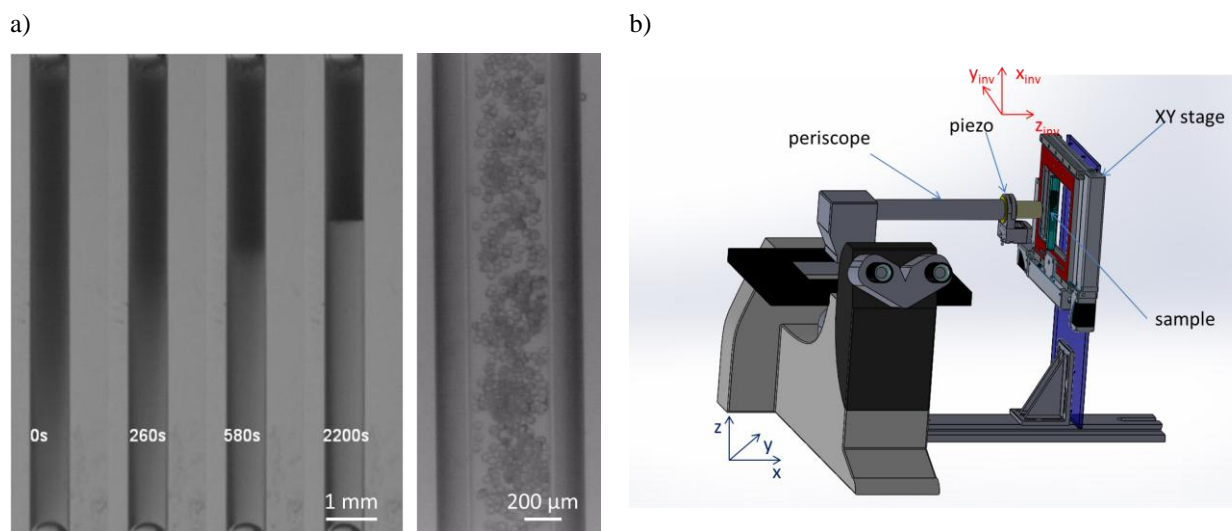 a)
0s
260s
580s
2200s
1 mm
200 µm
b)
y_inv
x_inv
z_inv
XY stage
piezo
periscope
sample
z
y
x